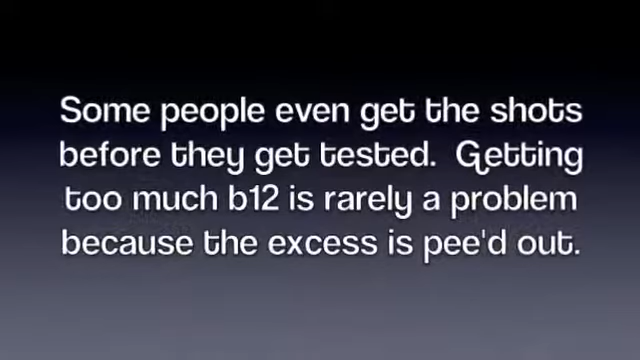 Some people even get the shots
before they get tested.  Getting
too much b12 is rarely a problem
because the excess is pee'd out.